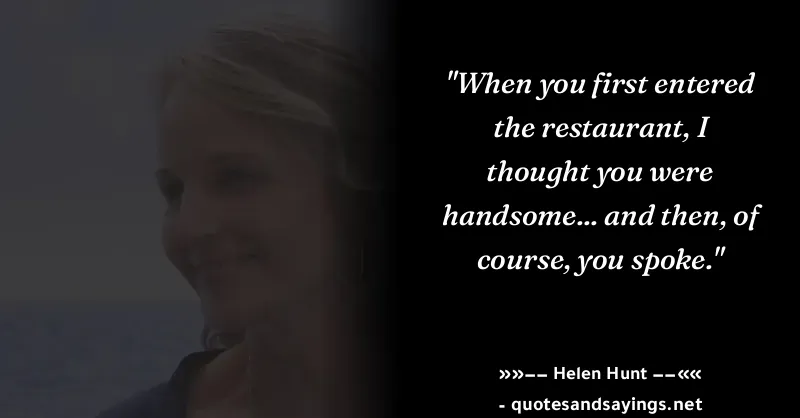 "When you first entered
the restaurant, I
thought you were
handsome... and then, of
course, you spoke."
»»–– Helen Hunt ––««
- quotesandsayings.net